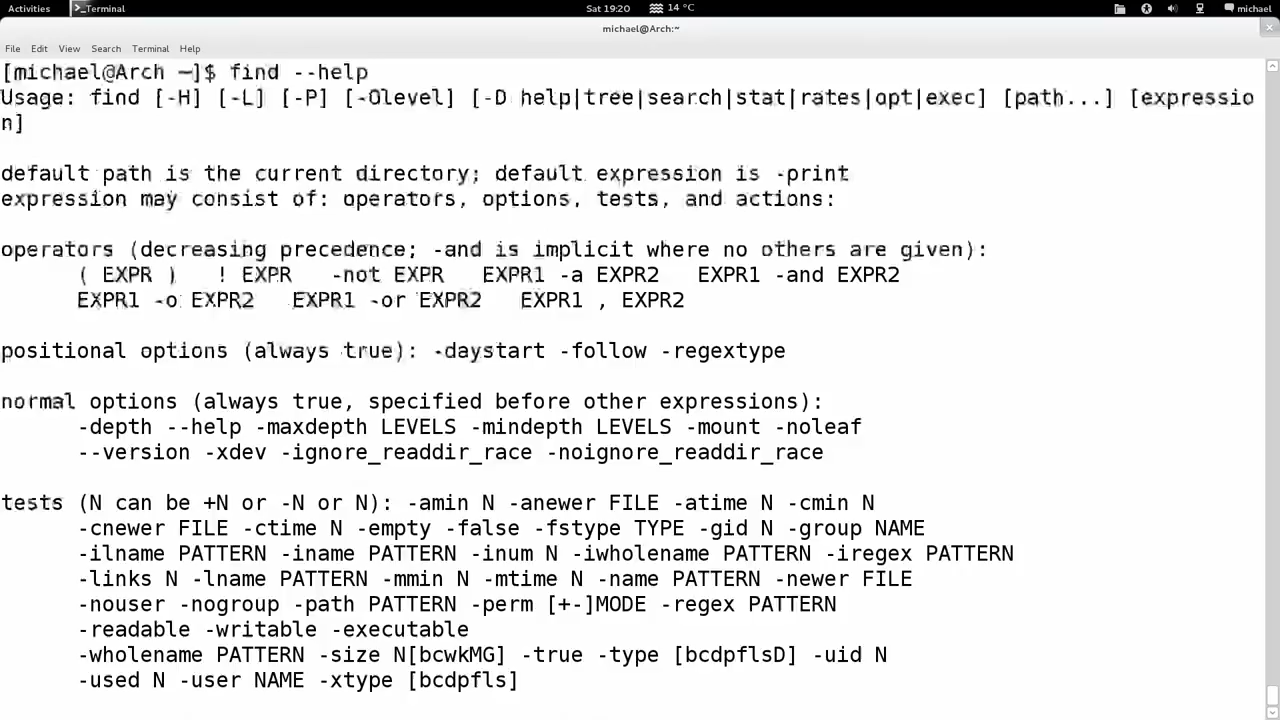 Activities Terminal Sat 19:20 14 °C michael
michael@Arch:~
File Edit View Search Terminal Help
[michael@Arch ~]$ find --help
Usage: find [-H] [-L] [-P] [-Olevel] [-D help|tree|search|stat|rates|opt|exec] [path...] [expressio
n]
default path is the current directory; default expression is -print
expression may consist of: operators, options, tests, and actions:
operators (decreasing precedence; -and is implicit where no others are given):
( EXPR ) ! EXPR -not EXPR EXPR1 -a EXPR2 EXPR1 -and EXPR2
EXPR1 -o EXPR2 EXPR1 -or EXPR2 EXPR1 , EXPR2
positional options (always true): -daystart -follow -regextype
normal options (always true, specified before other expressions):
-depth --help -maxdepth LEVELS -mindepth LEVELS -mount -noleaf
--version -xdev -ignore_readdir_race -noignore_readdir_race
tests (N can be +N or -N or N): -amin N -anewer FILE -atime N -cmin N
-cnewer FILE -ctime N -empty -false -fstype TYPE -gid N -group NAME
-ilname PATTERN -iname PATTERN -inum N -iwholename PATTERN -iregex PATTERN
-links N -lname PATTERN -mmin N -mtime N -name PATTERN -newer FILE
-nouser -nogroup -path PATTERN -perm [+-]MODE -regex PATTERN
-readable -writable -executable
-wholename PATTERN -size N[bcwkMG] -true -type [bcdpflsD] -uid N
-used N -user NAME -xtype [bcdpfls]